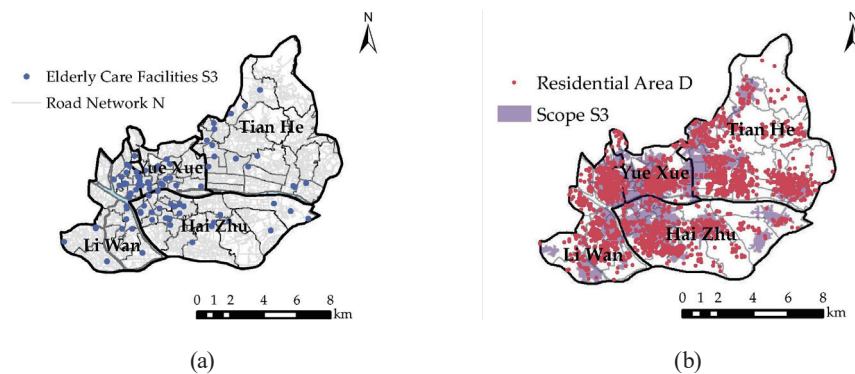 N
Elderly Care Facilities S3
Road Network N
Tian He
Yue Xue
Hai Zhu
Li Wan
0 1 2 4 6 8
km
(a)
N
Residential Area D
Scope S3
Tian He
Yue Xue
Hai Zhu
Li Wan
0 1 2 4 6 8
km
(b)